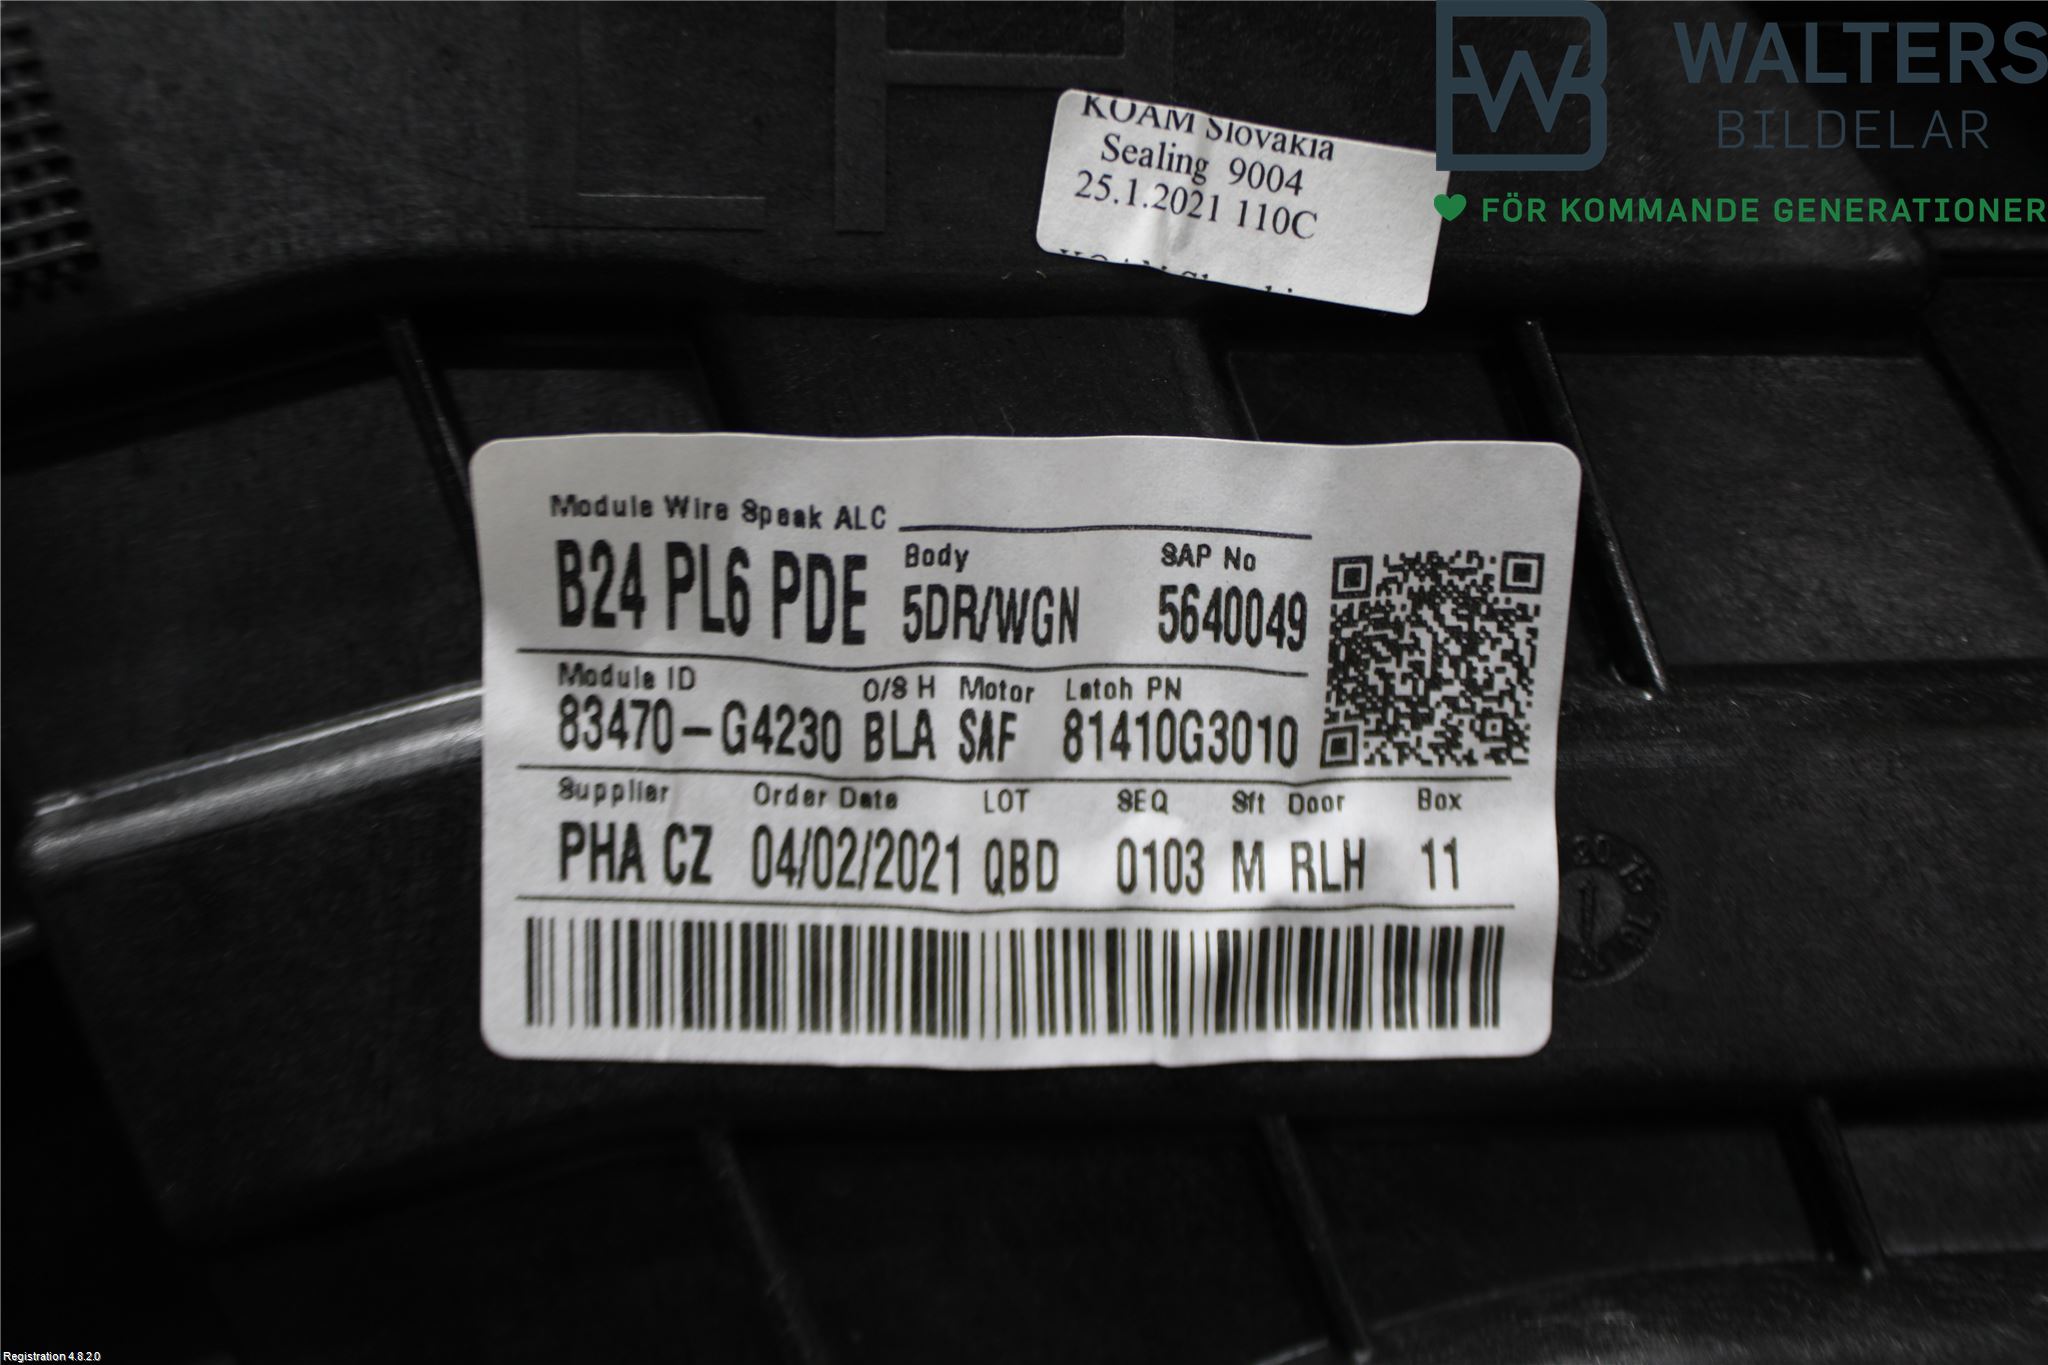 WALTERS
BILDELAR
FÖR KOMMANDE GENERATIONER
KOAM Slovakia
Sealing 9004
25.1.2021 110C
Module Wire Speak ALC
B24 PL6 PDE
Body
5DR/WGN
SAP No
5640049
Module ID O/S H Motor Latch PN
83470-G4230 BLA SAF 81410G3010
Supplier Order Date LOT SEQ Sft Door Box
PHA CZ 04/02/2021 QBD 0103 M RLH 11
Registration 4.8.2.0